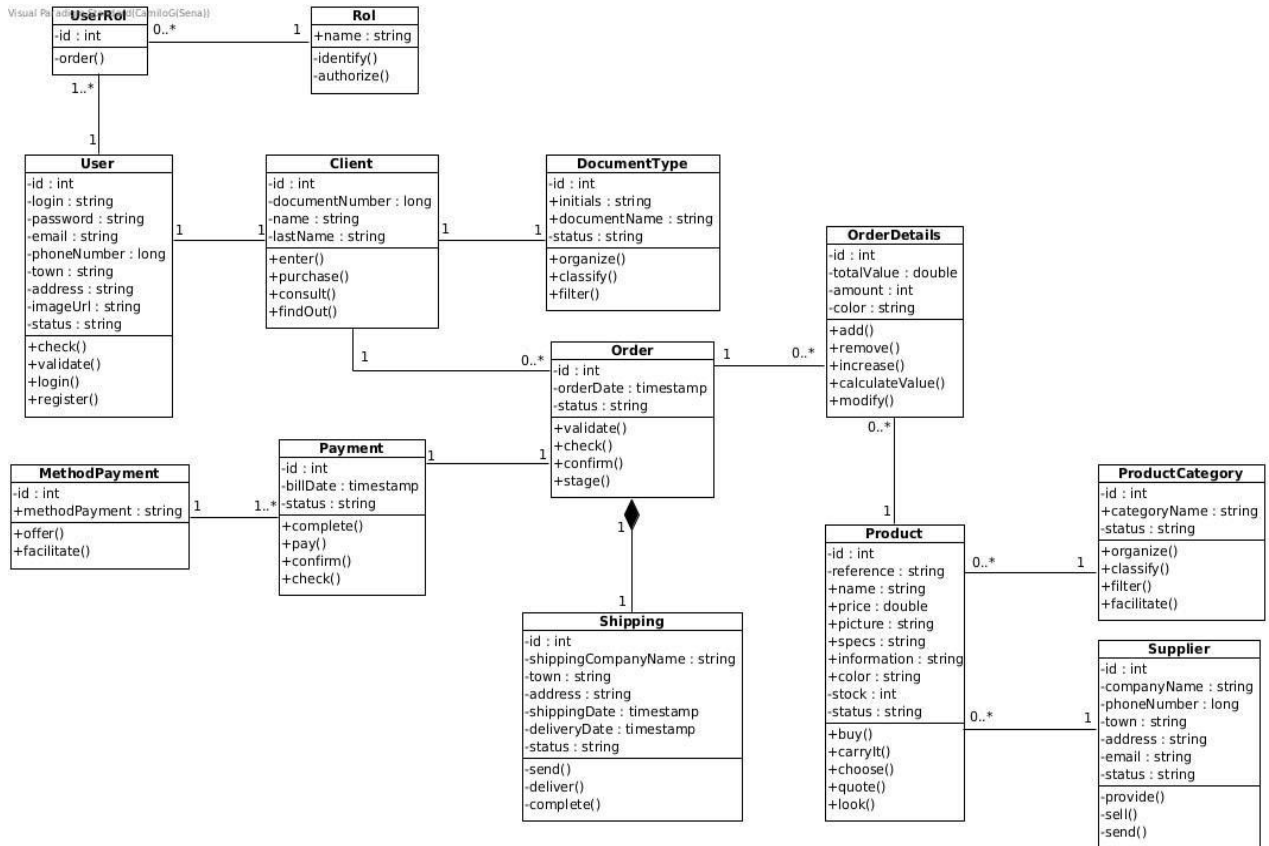 Visual Paradigm Standard(CamiloG(Sena))
UserRol
-id : int
-order()
0..*
1
Rol
+name : string
-identify()
-authorize()
1..*
1
User
-id : int
-login : string
-password : string
-email : string
-phoneNumber : long
-town : string
-address : string
-imageUrl : string
-status : string
+check()
+validate()
+login()
+register()
1
1
Client
-id : int
-documentNumber : long
-name : string
-lastName : string
+enter()
+purchase()
+consult()
+findOut()
1
1
DocumentType
-id : int
+initials : string
+documentName : string
-status : string
+organize()
+classify()
+filter()
1
0..*
Order
-id : int
-orderDate : timestamp
-status : string
+validate()
+check()
+confirm()
+stage()
1
0..*
OrderDetails
-id : int
-totalValue : double
-amount : int
-color : string
+add()
+remove()
+increase()
+calculateValue()
+modify()
0..*
1
MethodPayment
-id : int
+methodPayment : string
+offer()
+facilitate()
1
1..*
Payment
-id : int
-billDate : timestamp
-status : string
+complete()
+pay()
+confirm()
+check()
1
1
1
1
Shipping
-id : int
-shippingCompanyName : string
-town : string
-address : string
-shippingDate : timestamp
-deliveryDate : timestamp
-status : string
-send()
-deliver()
-complete()
Product
-id : int
-reference : string
+name : string
+price : double
+picture : string
+specs : string
+information : string
+color : string
-stock : int
-status : string
+buy()
+carryIt()
+choose()
+quote()
+look()
0..*
1
ProductCategory
-id : int
+categoryName : string
-status : string
+organize()
+classify()
+filter()
+facilitate()
0..*
1
Supplier
-id : int
-companyName : string
-phoneNumber : long
-town : string
-address : string
-email : string
-status : string
-provide()
-sell()
-send()